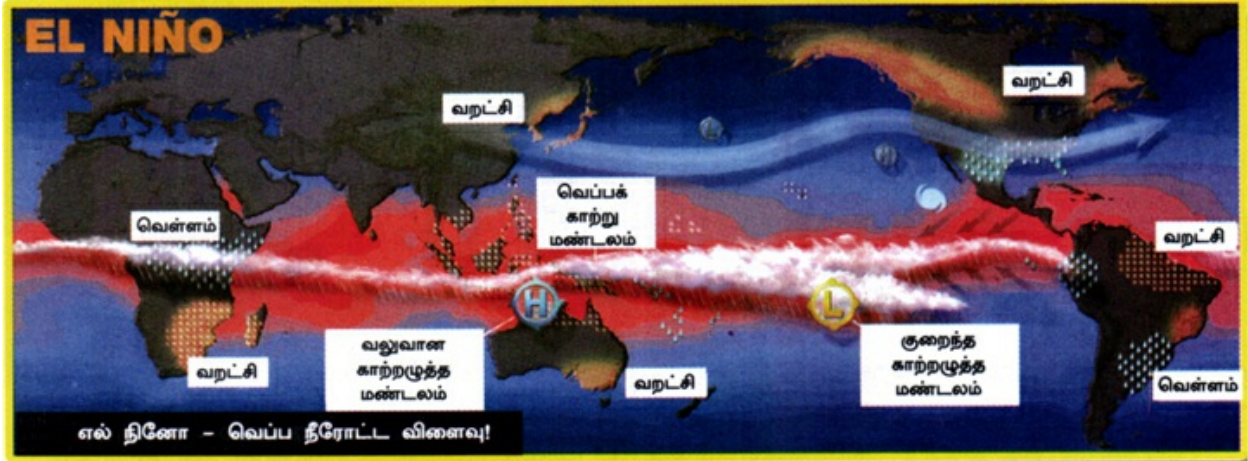 EL NIÑO
வறட்சி
வறட்சி
வெப்பக்
காற்று
மண்டலம்
வெள்ளம்
வறட்சி
H
L
வலுவான
காற்றழுத்த
மண்டலம்
குறைந்த
காற்றழுத்த
மண்டலம்
வறட்சி
வறட்சி
வெள்ளம்
எல் நினோ – வெப்ப நீரோட்ட விளைவு!